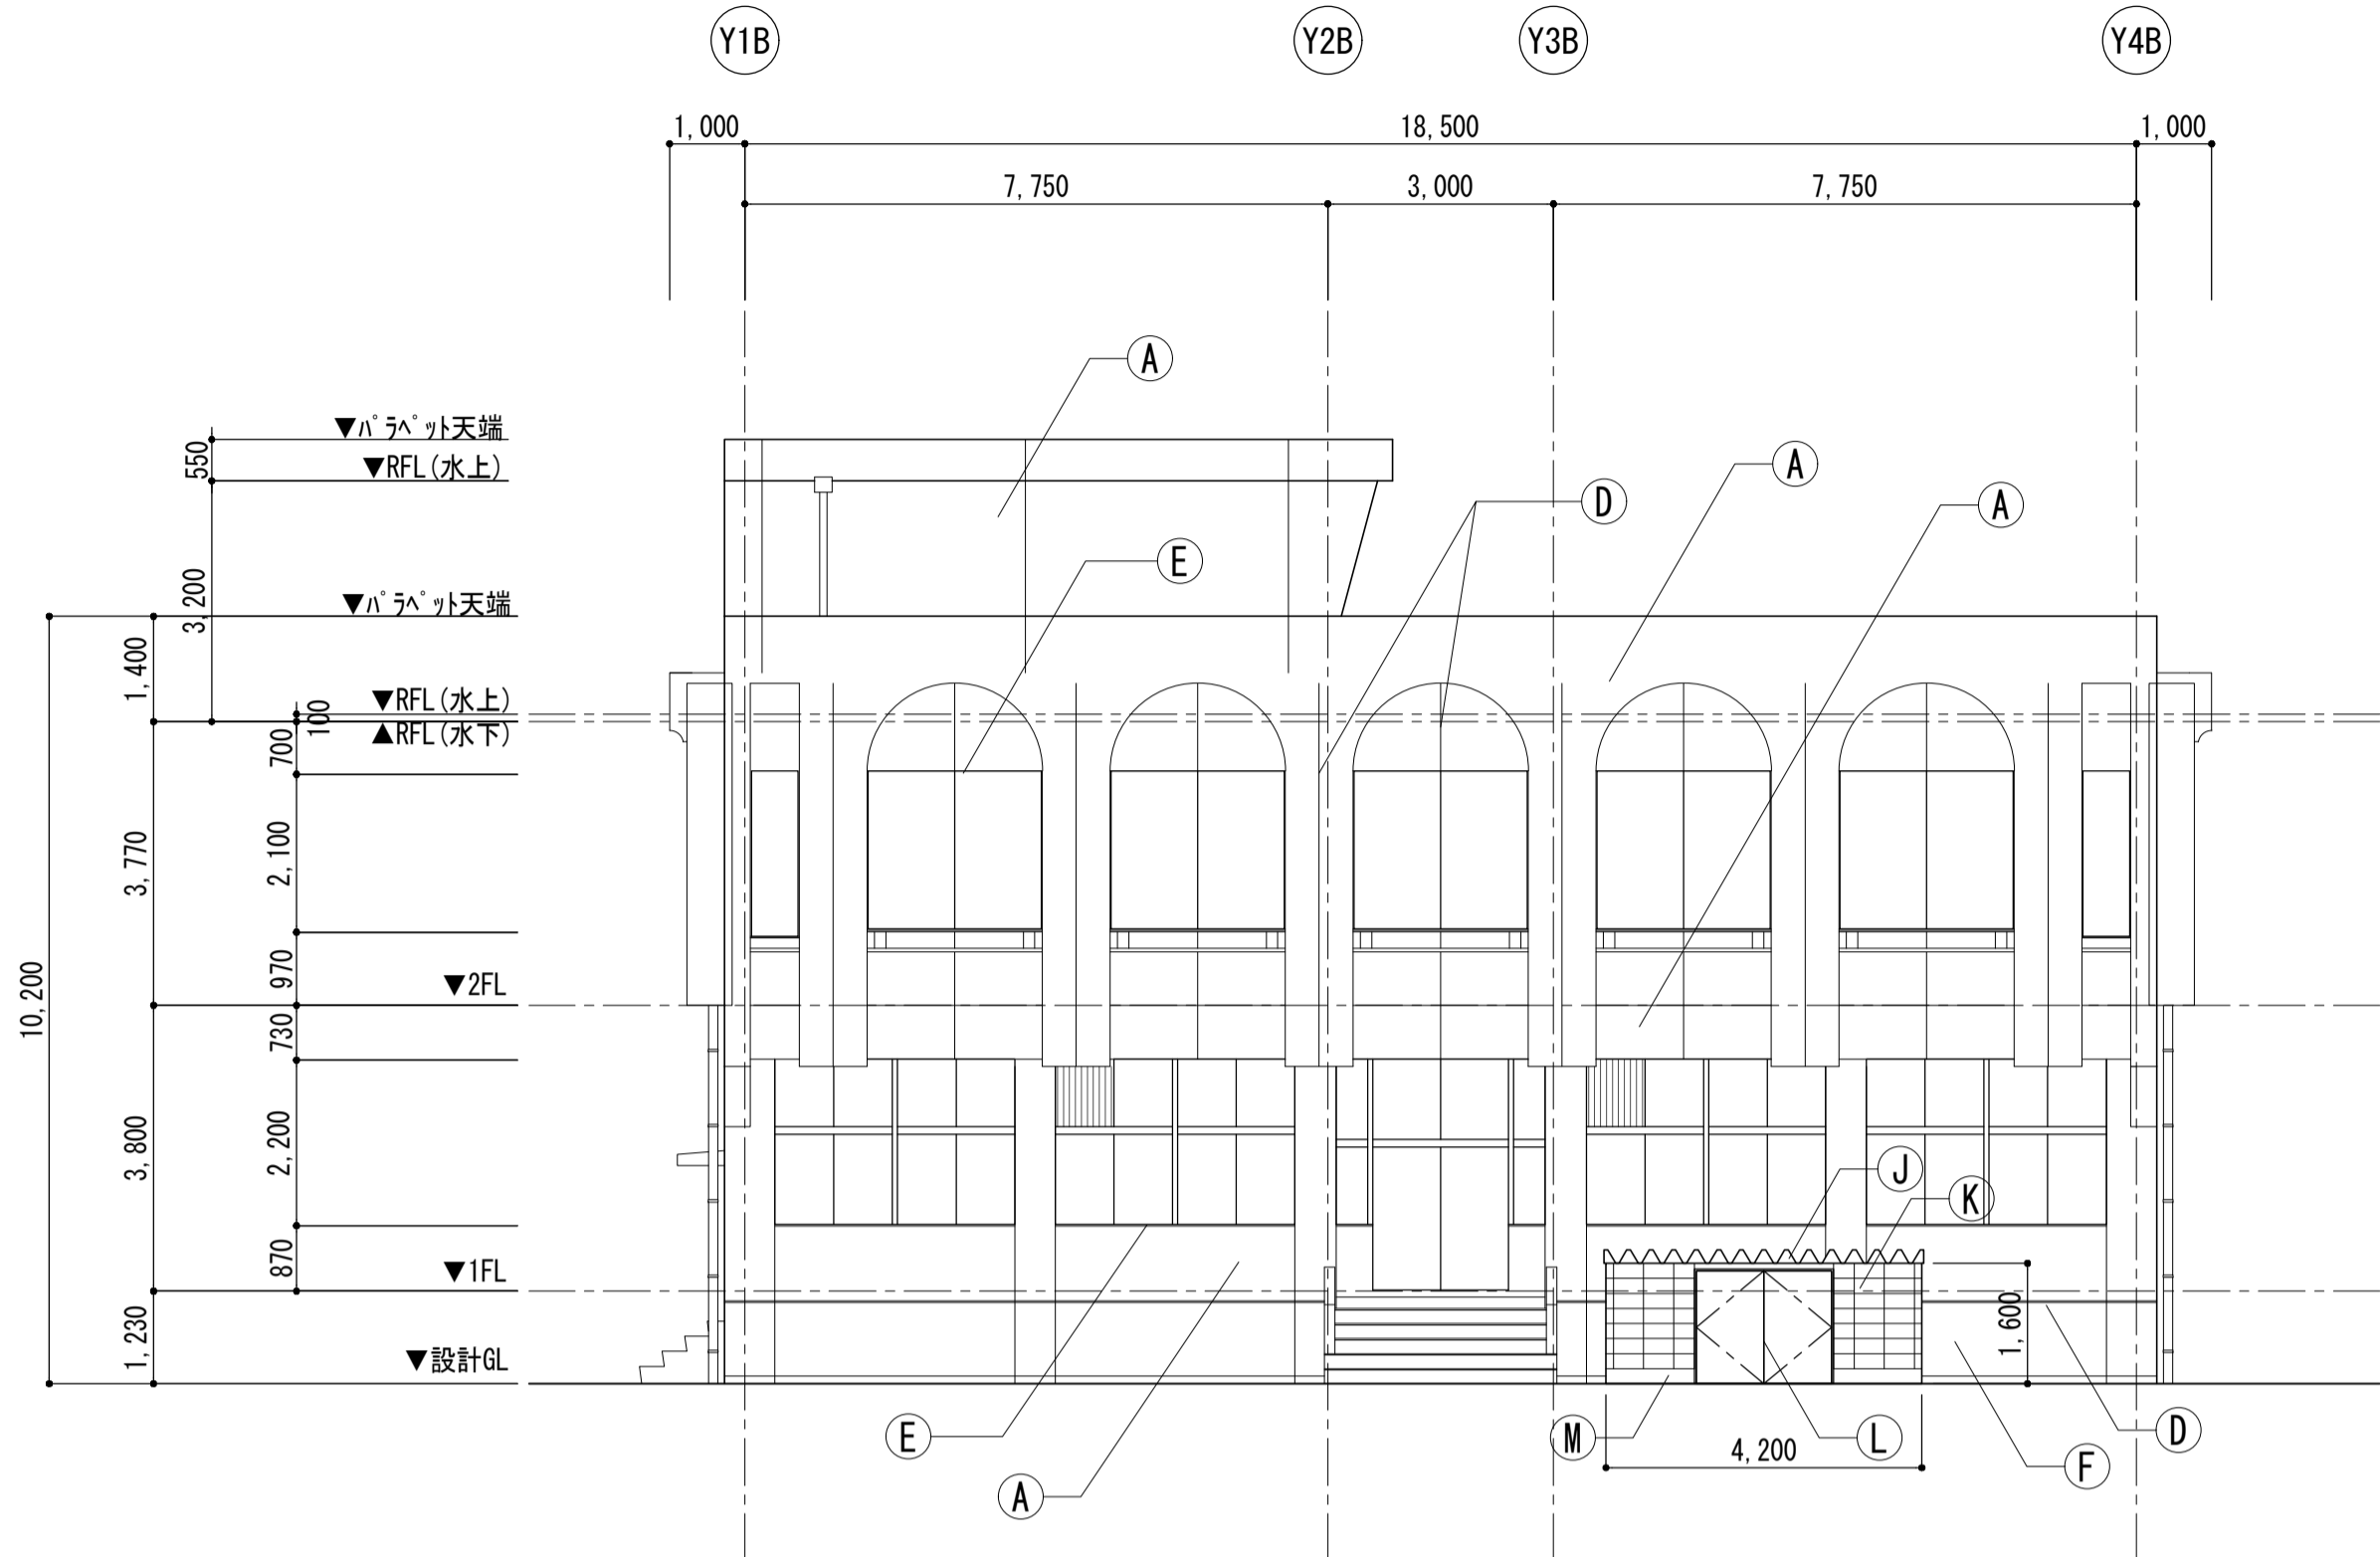 Y1B Y2B Y3B Y4B
1,000 18,500 1,000
7,750 3,000 7,750
A
▼パラペット天端
550
▼RFL(水上)
A
D
A
E
3,200
▼パラペット天端
1,400
▼RFL(水上)
100
▲RFL(水下)
700
2,100
3,770
970
▼2FL
10,200
730
3,800
2,200
J
K
870
▼1FL
1,230
1,600
▼設計GL
E
M
L
D
4,200
F
A